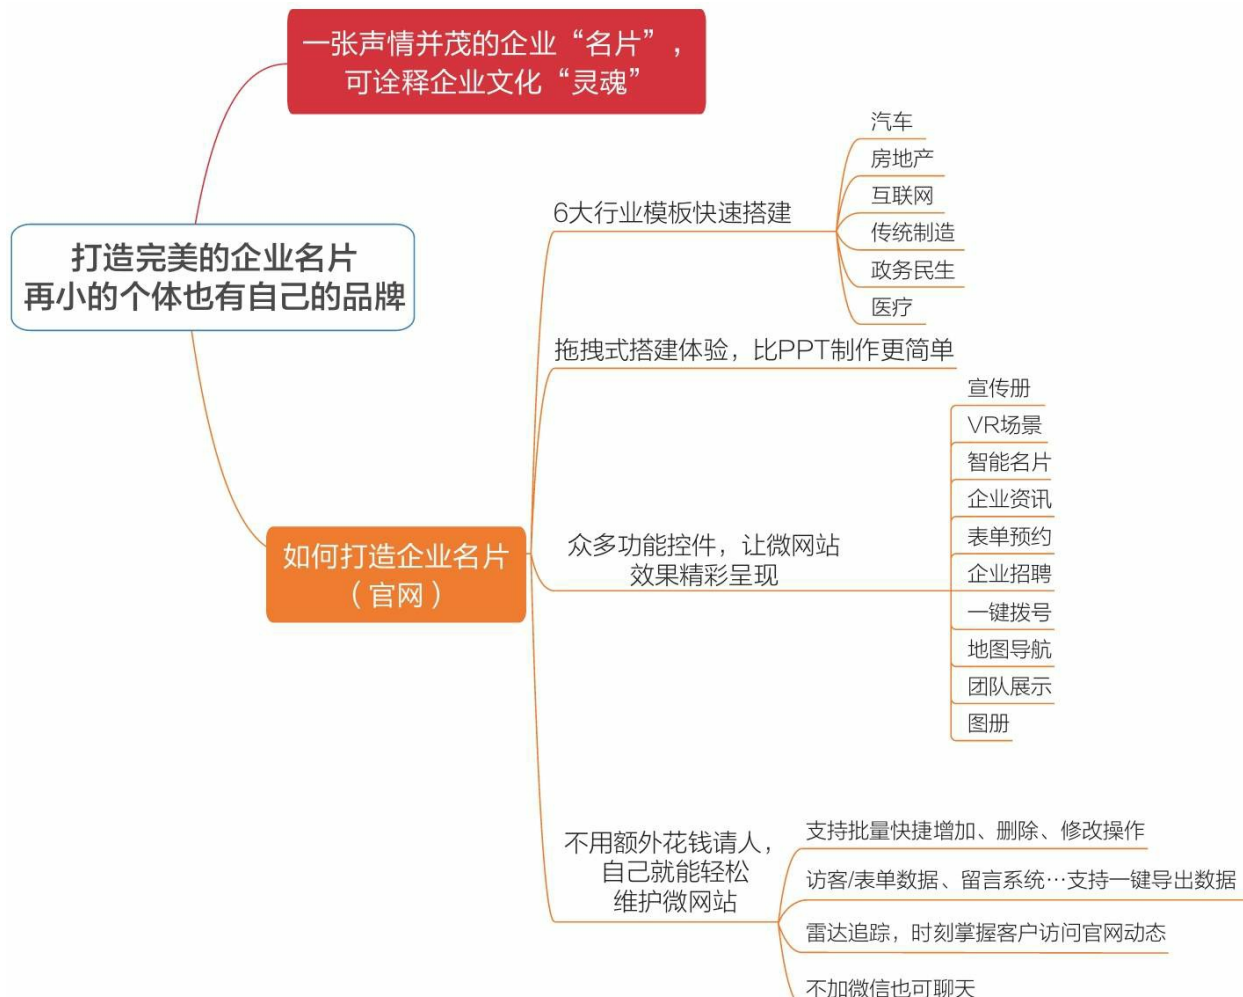 一张声情并茂的企业“名片”，
可诠释企业文化“灵魂”
打造完美的企业名片
再小的个体也有自己的品牌
如何打造企业名片
（官网）
6大行业模板快速搭建
汽车
房地产
互联网
传统制造
政务民生
医疗
拖拽式搭建体验，比PPT制作更简单
众多功能控件，让微网站
效果精彩呈现
宣传册
VR场景
智能名片
企业资讯
表单预约
企业招聘
一键拨号
地图导航
团队展示
图册
不用额外花钱请人，
自己就能轻松
维护微网站
支持批量快捷增加、删除、修改操作
访客/表单数据、留言系统…支持一键导出数据
雷达追踪，时刻掌握客户访问官网动态
不加微信也可聊天